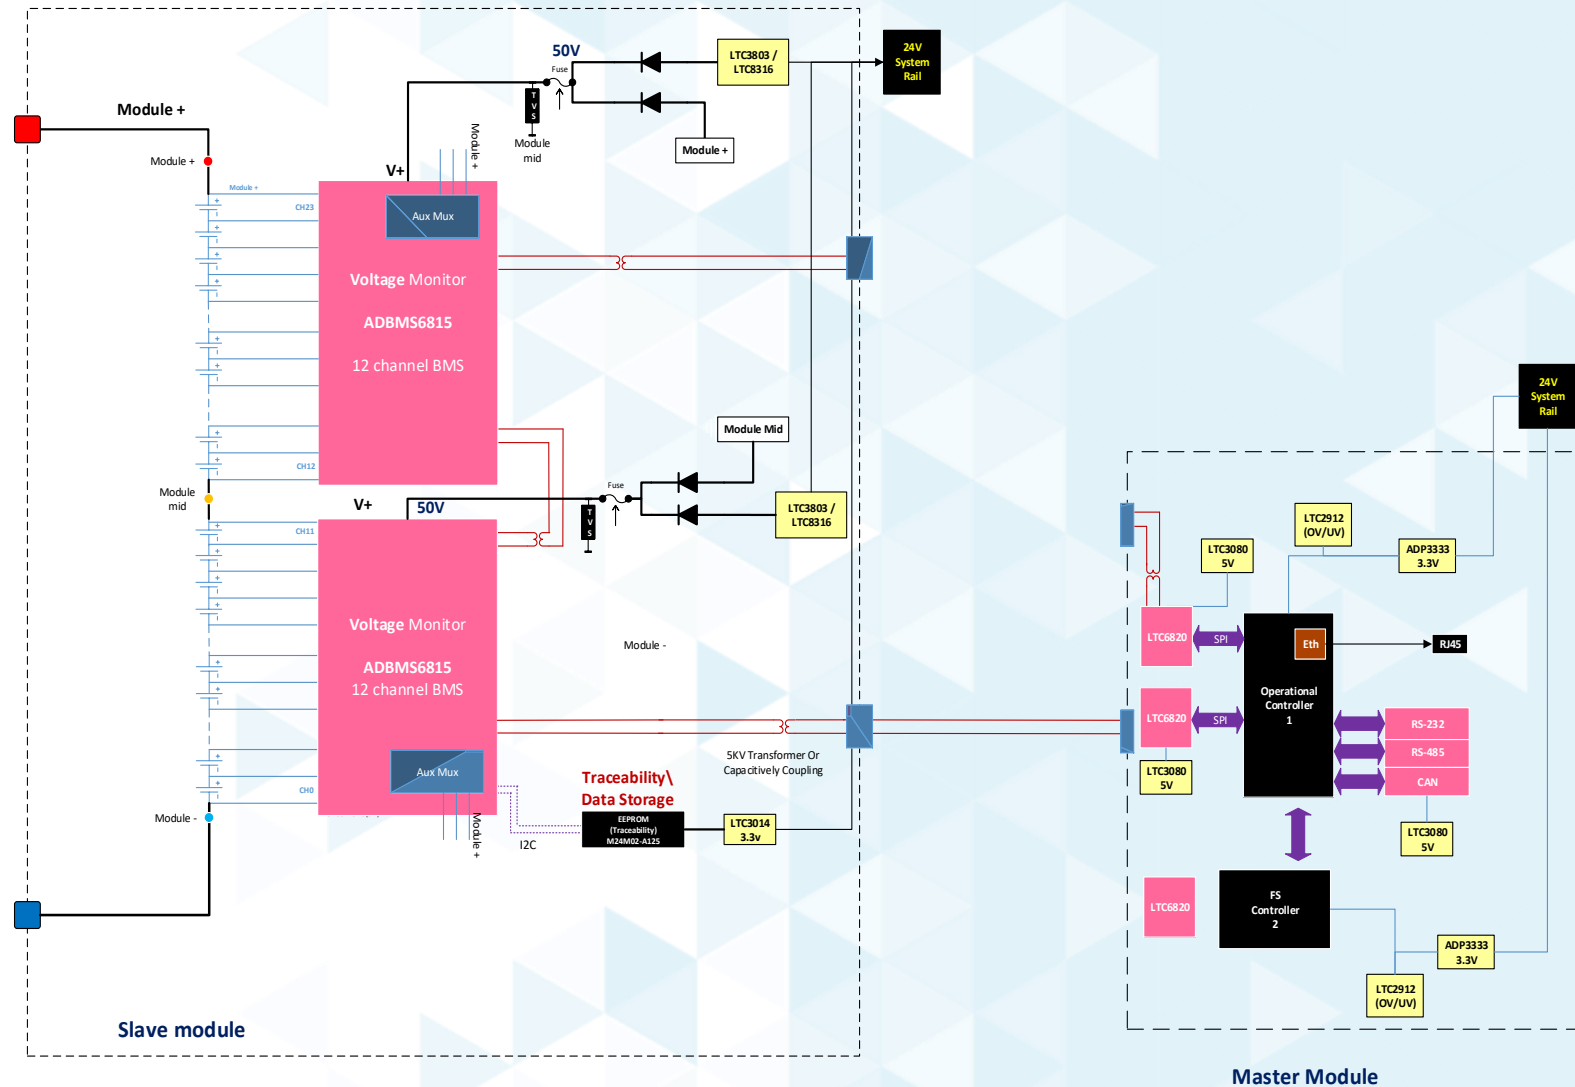 50V
Fuse
LTC3803 /
LTC8316
24V
System
Rail
Module +
TVS
Module
mid
Module +
Module +
Module +
V+
Module +
CH23
Aux Mux
Voltage Monitor
ADBMS6815
12 channel BMS
Module Mid
CH12
Module
mid
V+
50V
Fuse
TVS
LTC3803 /
LTC8316
CH11
Voltage Monitor
ADBMS6815
12 channel BMS
Module -
5KV Transformer Or
Capacitively Coupling
Aux Mux
CH0
Module -
Module +
I2C
Traceability\
Data Storage
EEPROM
(Traceability)
M24M02-A125
LTC3014
3.3v
Slave module
24V
System
Rail
LTC2912
(OV/UV)
ADP3333
3.3V
LTC3080
5V
LTC6820
SPI
Eth
RJ45
Operational
Controller
1
LTC6820
SPI
RS-232
RS-485
CAN
LTC3080
5V
LTC3080
5V
LTC6820
FS
Controller
2
ADP3333
3.3V
LTC2912
(OV/UV)
Master Module